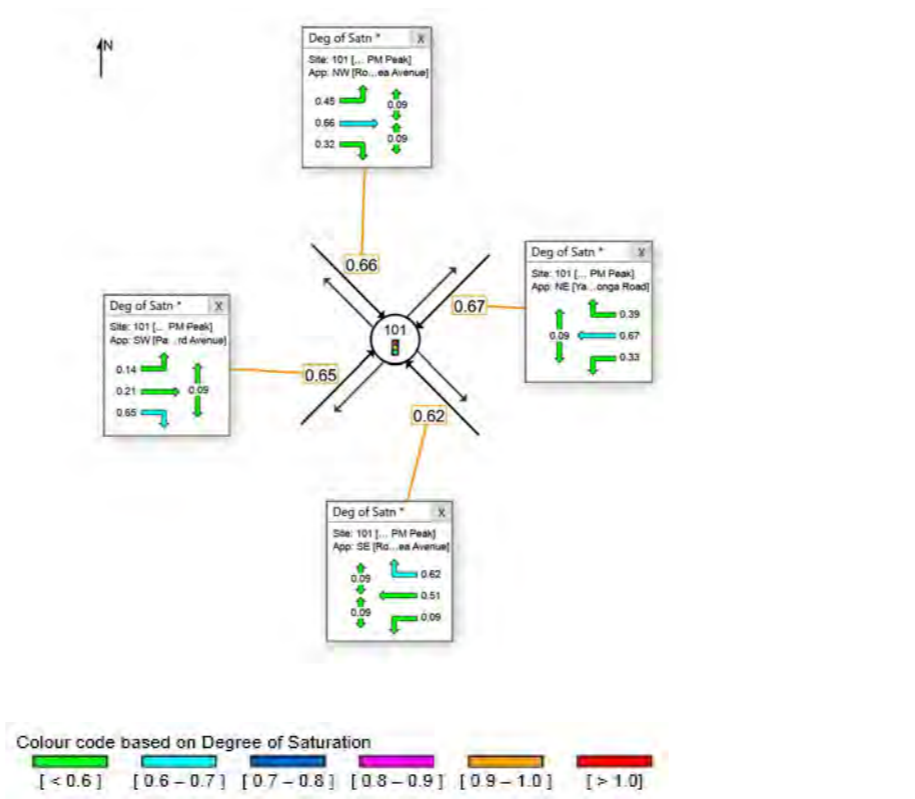 N
Deg of Satn * X
Site: 101 [... PM Peak]
App: NW [Ro...ea Avenue]
0.45
0.09
0.66
0.09
0.32
0.66
Deg of Satn * X
Site: 101 [... PM Peak]
App: NE [Ya...onga Road]
0.39
0.09
0.67
0.33
0.67
101
Deg of Satn * X
Site: 101 [... PM Peak]
App: SW [Pa...rd Avenue]
0.14
0.21
0.09
0.65
0.65
0.62
Deg of Satn * X
Site: 101 [... PM Peak]
App: SE [Ro...ea Avenue]
0.09
0.62
0.51
0.09
0.09
Colour code based on Degree of Saturation
[ < 0.6 ] [ 0.6 – 0.7 ] [ 0.7 – 0.8 ] [ 0.8 – 0.9 ] [ 0.9 – 1.0 ] [ > 1.0]